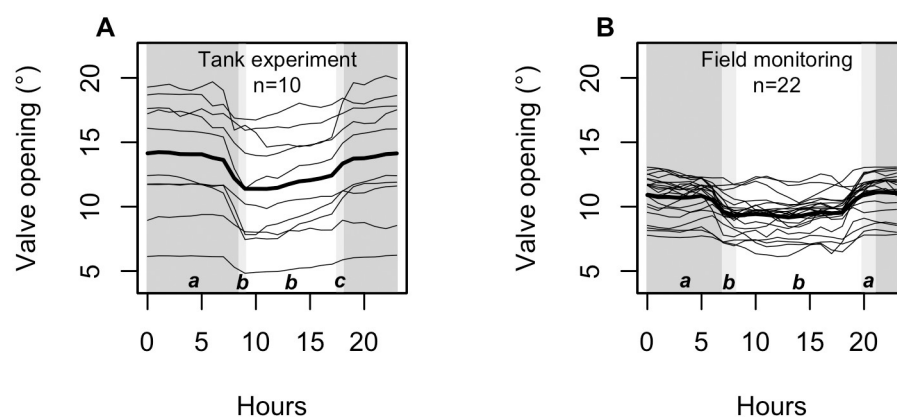 A
Tank experiment
n=10
Valve opening (°)
20
15
10
5
a b b c
0 5 10 15 20
Hours
B
Field monitoring
n=22
Valve opening (°)
20
15
10
5
a b b a
0 5 10 15 20
Hours